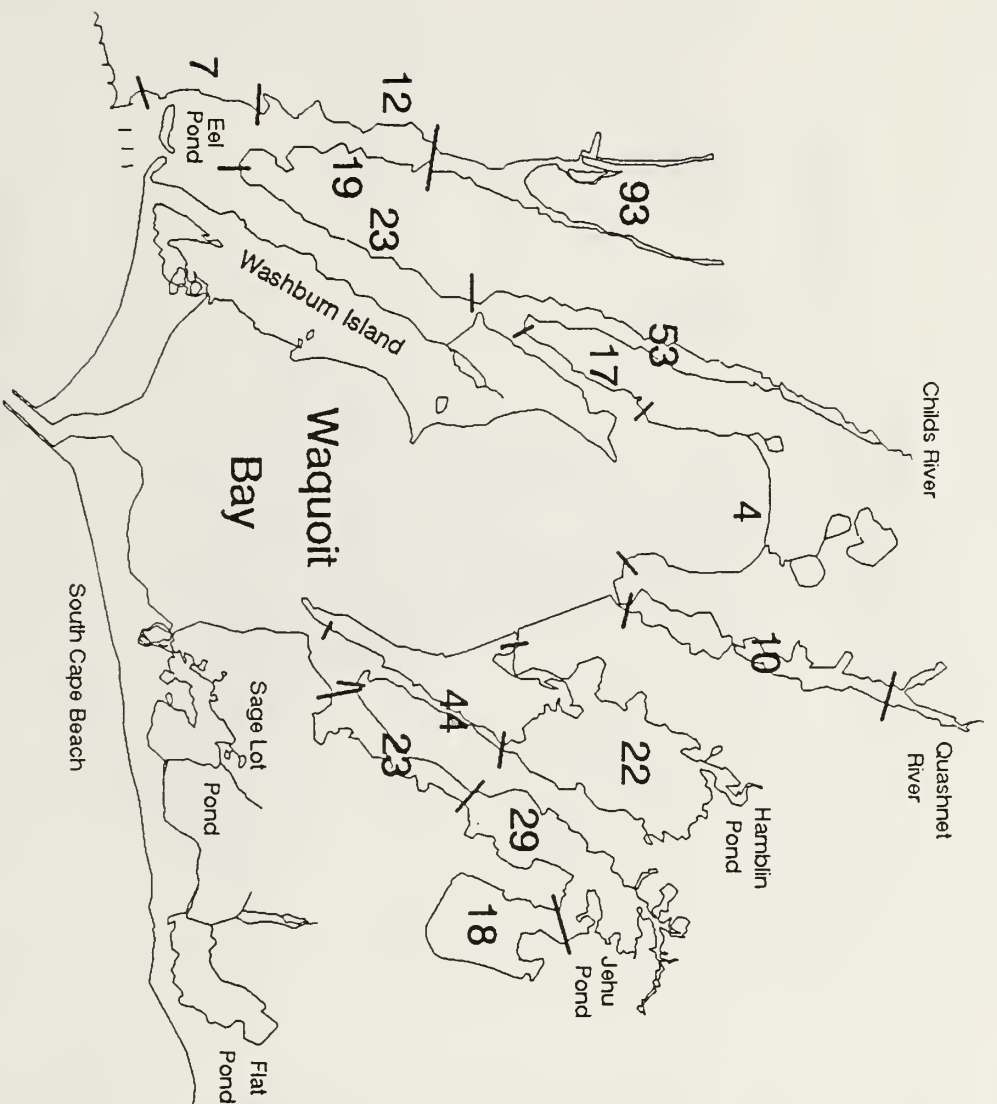 7
12
93
Eel
Pond
19
23
Washburn Island
53
17
Childs River
4
Waquoit
Bay
10
Quashnet
River
44
22
Hamblin
Pond
23
29
18
Jehu
Pond
Sage Lot
Pond
South Cape Beach
Flat
Pond